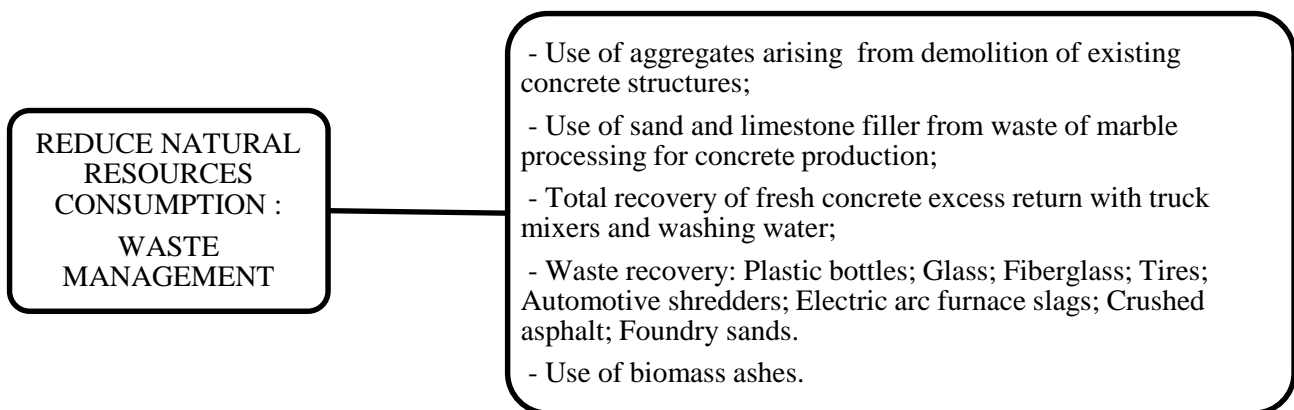 REDUCE NATURAL
RESOURCES
CONSUMPTION :
WASTE
MANAGEMENT
- Use of aggregates arising from demolition of existing
concrete structures;
- Use of sand and limestone filler from waste of marble
processing for concrete production;
- Total recovery of fresh concrete excess return with truck
mixers and washing water;
- Waste recovery: Plastic bottles; Glass; Fiberglass; Tires;
Automotive shredders; Electric arc furnace slags; Crushed
asphalt; Foundry sands.
- Use of biomass ashes.